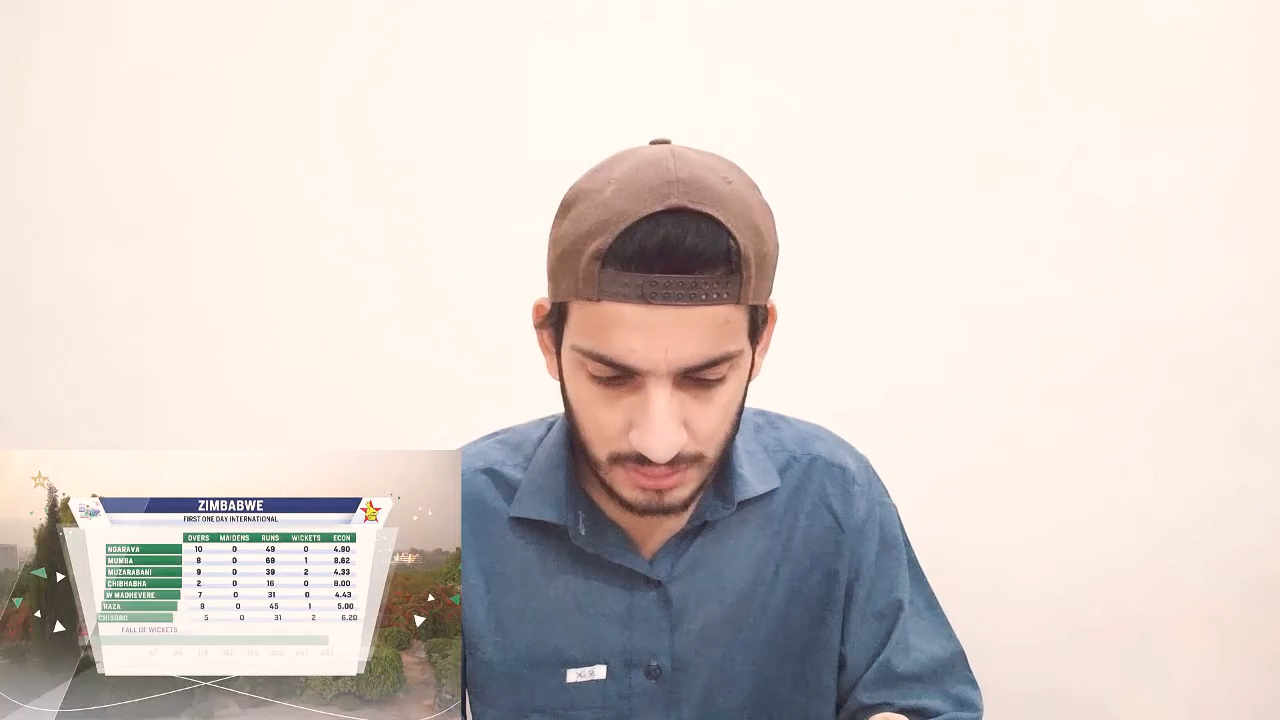 ZIMBABWE
FIRST ONE DAY INTERNATIONAL
OVERS MAIDENS RUNS WICKETS ECON
NGARAVA 10 0 49 0 4.90
MUMBA 8 0 69 1 8.62
MUZARABANI 9 0 39 2 4.33
CHIBHABHA 2 0 16 0 8.00
W MADHEVERE 7 0 31 0 4.43
RAZA 9 0 45 1 5.00
CHISORO 5 0 31 2 6.20
FALL OF WICKETS